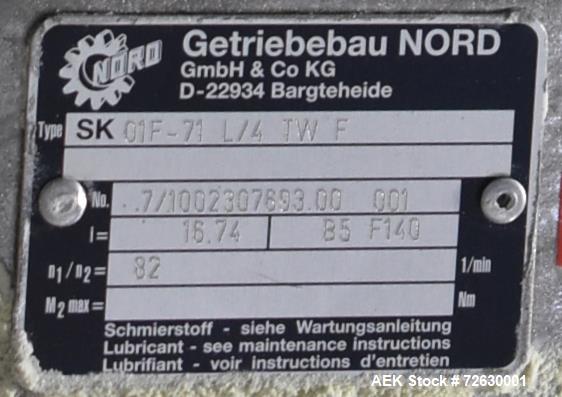 NORD
Getriebebau NORD
GmbH & Co KG
D-22934 Bargteheide
Type SK 01F-71 L/4 TW F
No. .7/1002307693.00 001
i= 16.74 B5 F140
n1/n2= 82 1/min
M2 max= Nm
Schmierstoff - siehe Wartungsanleitung
Lubricant - see maintenance instructions
Lubrifiant - voir instructions d'entretien
AEK Stock # 72630001